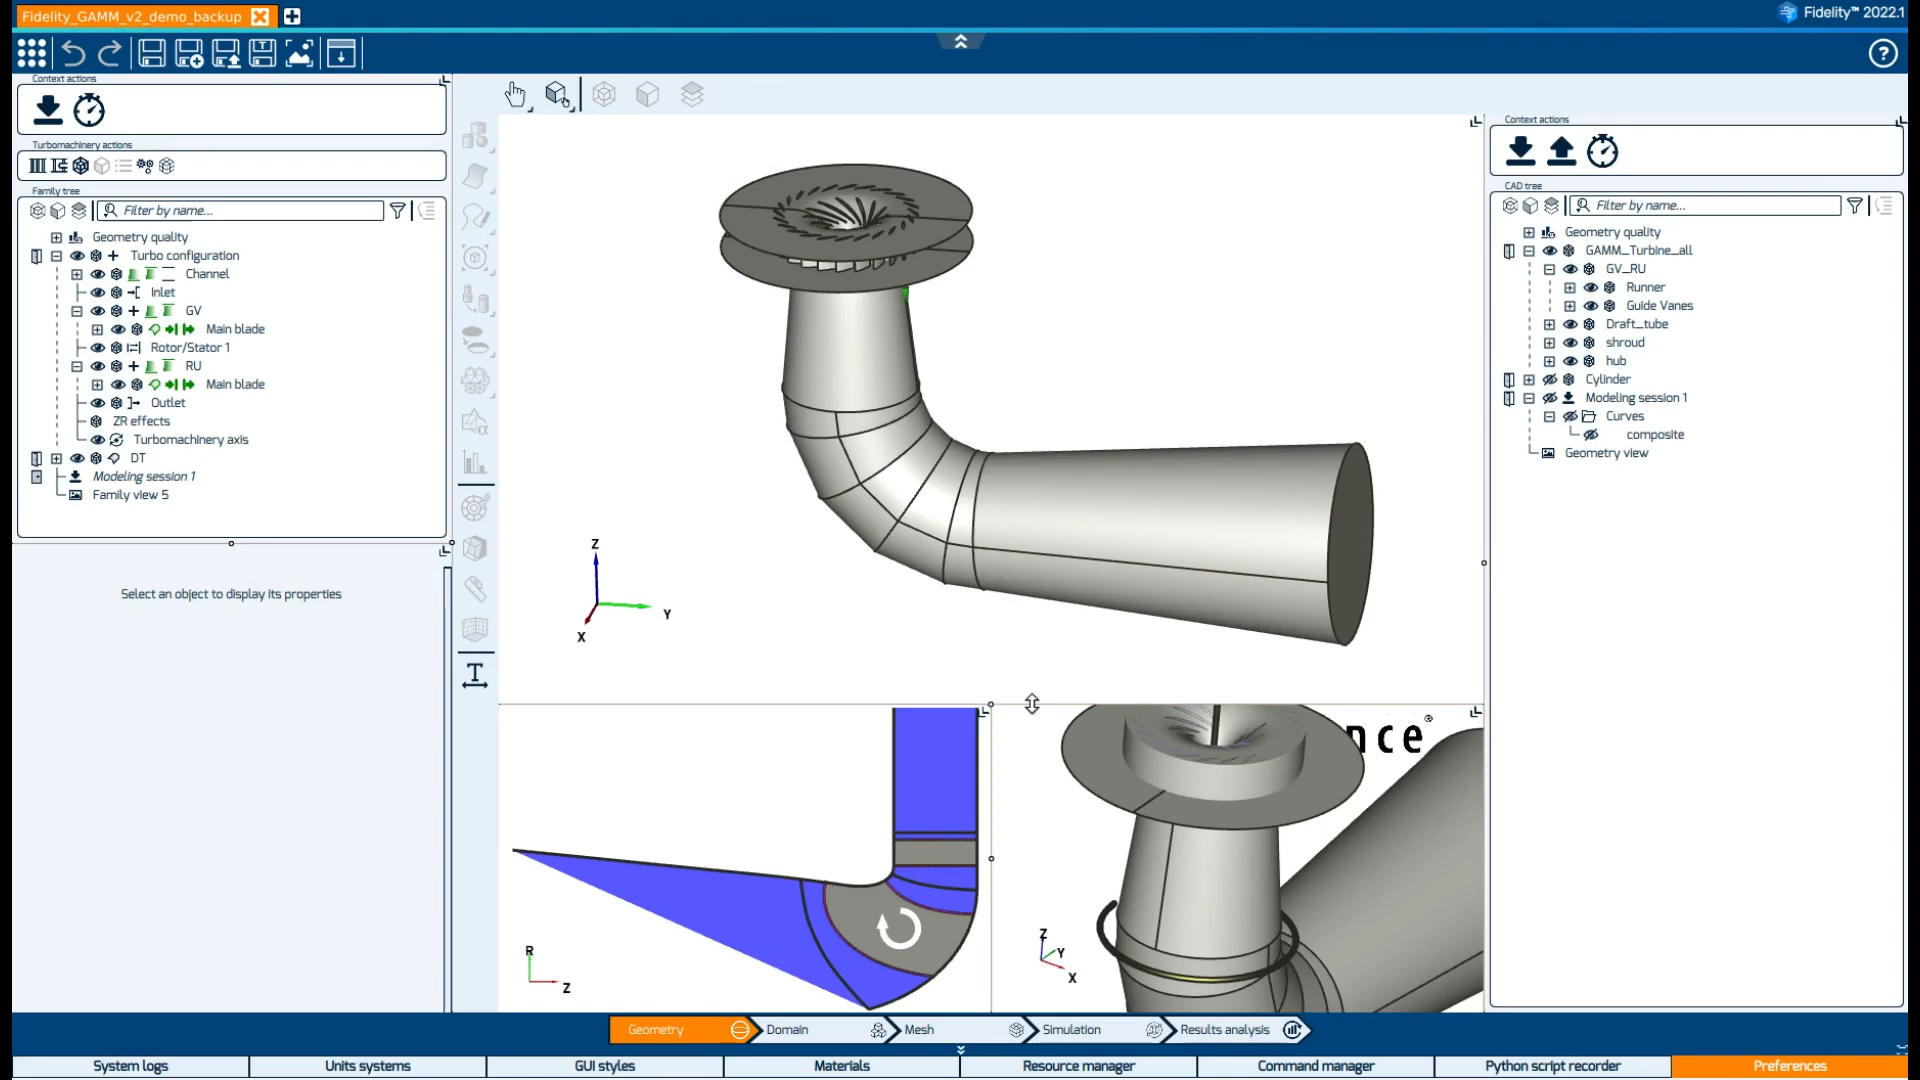 Fidelity_GAMM_v2_demo_backup
Fidelity™ 2022.1
Context actions
Turbomachinery actions
Family tree
Filter by name...
Geometry quality
Turbo configuration
Channel
Inlet
GV
Main blade
Rotor/Stator 1
RU
Main blade
Outlet
ZR effects
Turbomachinery axis
DT
Modeling session 1
Family view 5
Select an object to display its properties
T
Z
Y
X
R
Z
nce®
Z
Y
X
Context actions
CAD tree
Filter by name...
Geometry quality
GAMM_Turbine_all
GV_RU
Runner
Guide Vanes
Draft_tube
shroud
hub
Cylinder
Modeling session 1
Curves
composite
Geometry view
Geometry
Domain
Mesh
Simulation
Results analysis
System logs
Units systems
GUI styles
Materials
Resource manager
Command manager
Python script recorder
Preferences